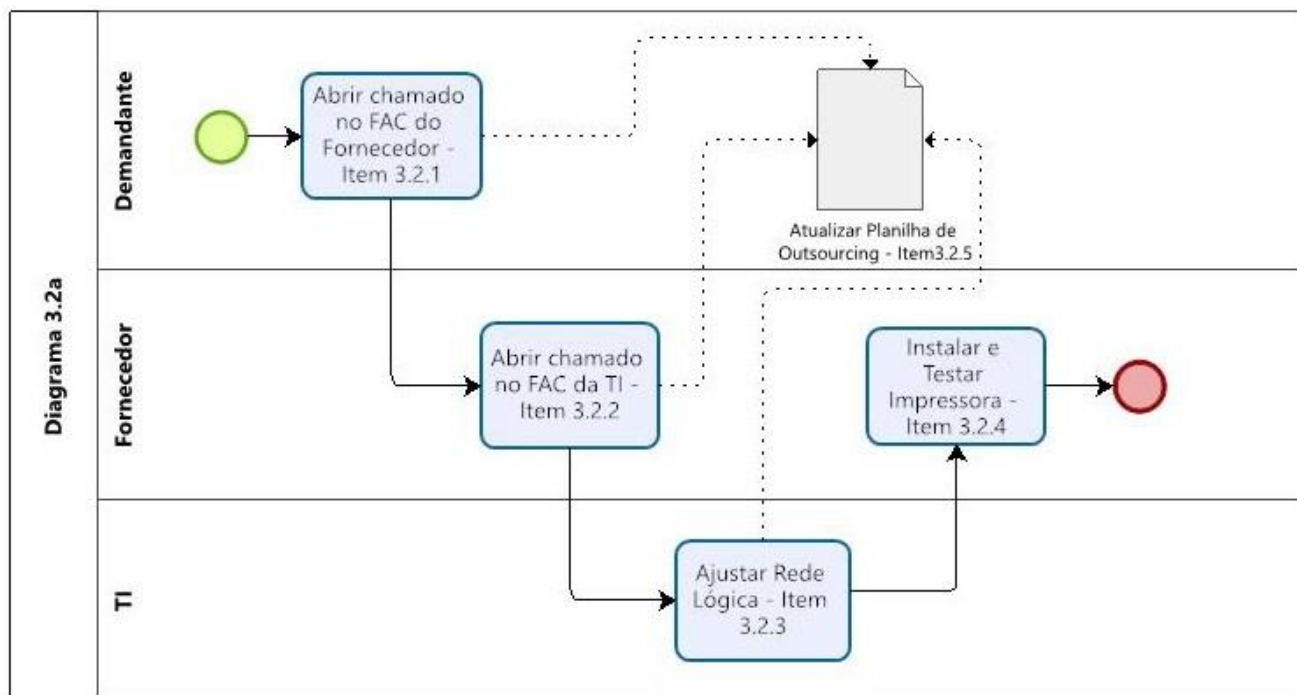 Diagrama 3.2a
Demandante
Abrir chamado
no FAC do
Fornecedor -
Item 3.2.1
Atualizar Planilha de
Outsourcing - Item3.2.5
Fornecedor
Abrir chamado
no FAC da TI -
Item 3.2.2
Instalar e
Testar
Impressora -
Item 3.2.4
TI
Ajustar Rede
Lógica - Item
3.2.3